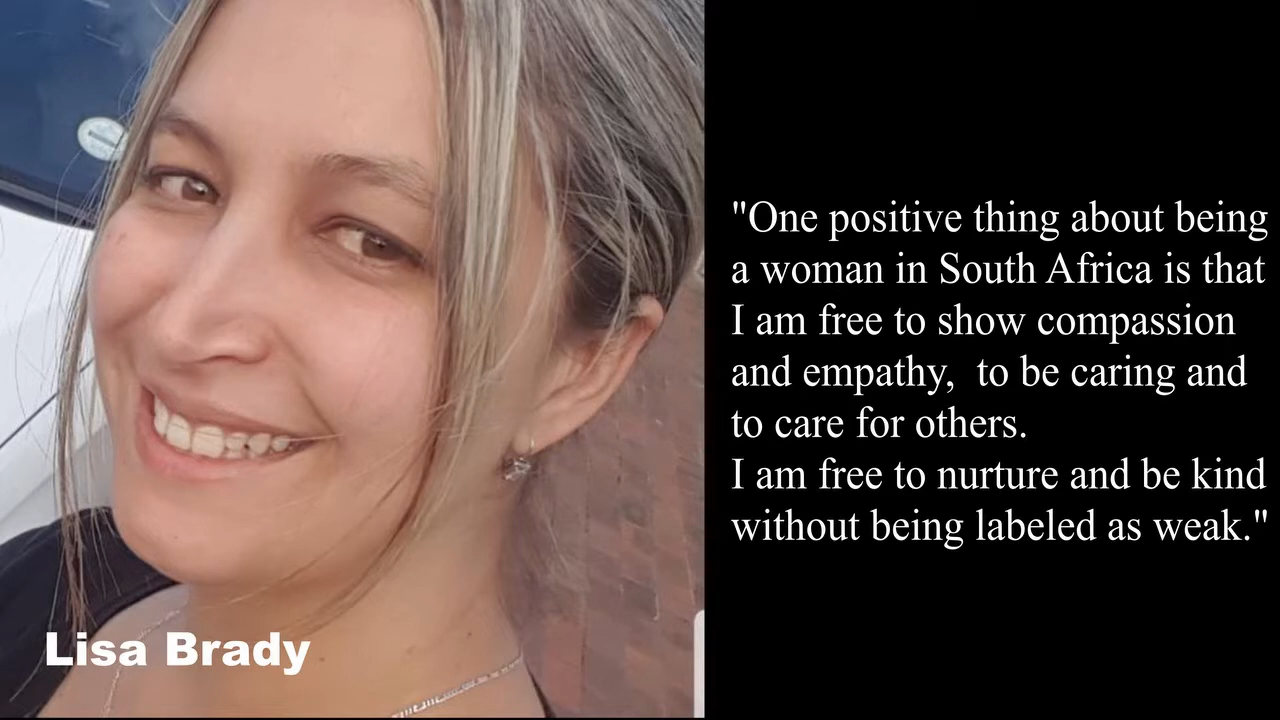 "One positive thing about being
a woman in South Africa is that
I am free to show compassion
and empathy,  to be caring and
to care for others.
I am free to nurture and be kind
without being labeled as weak."
Lisa Brady